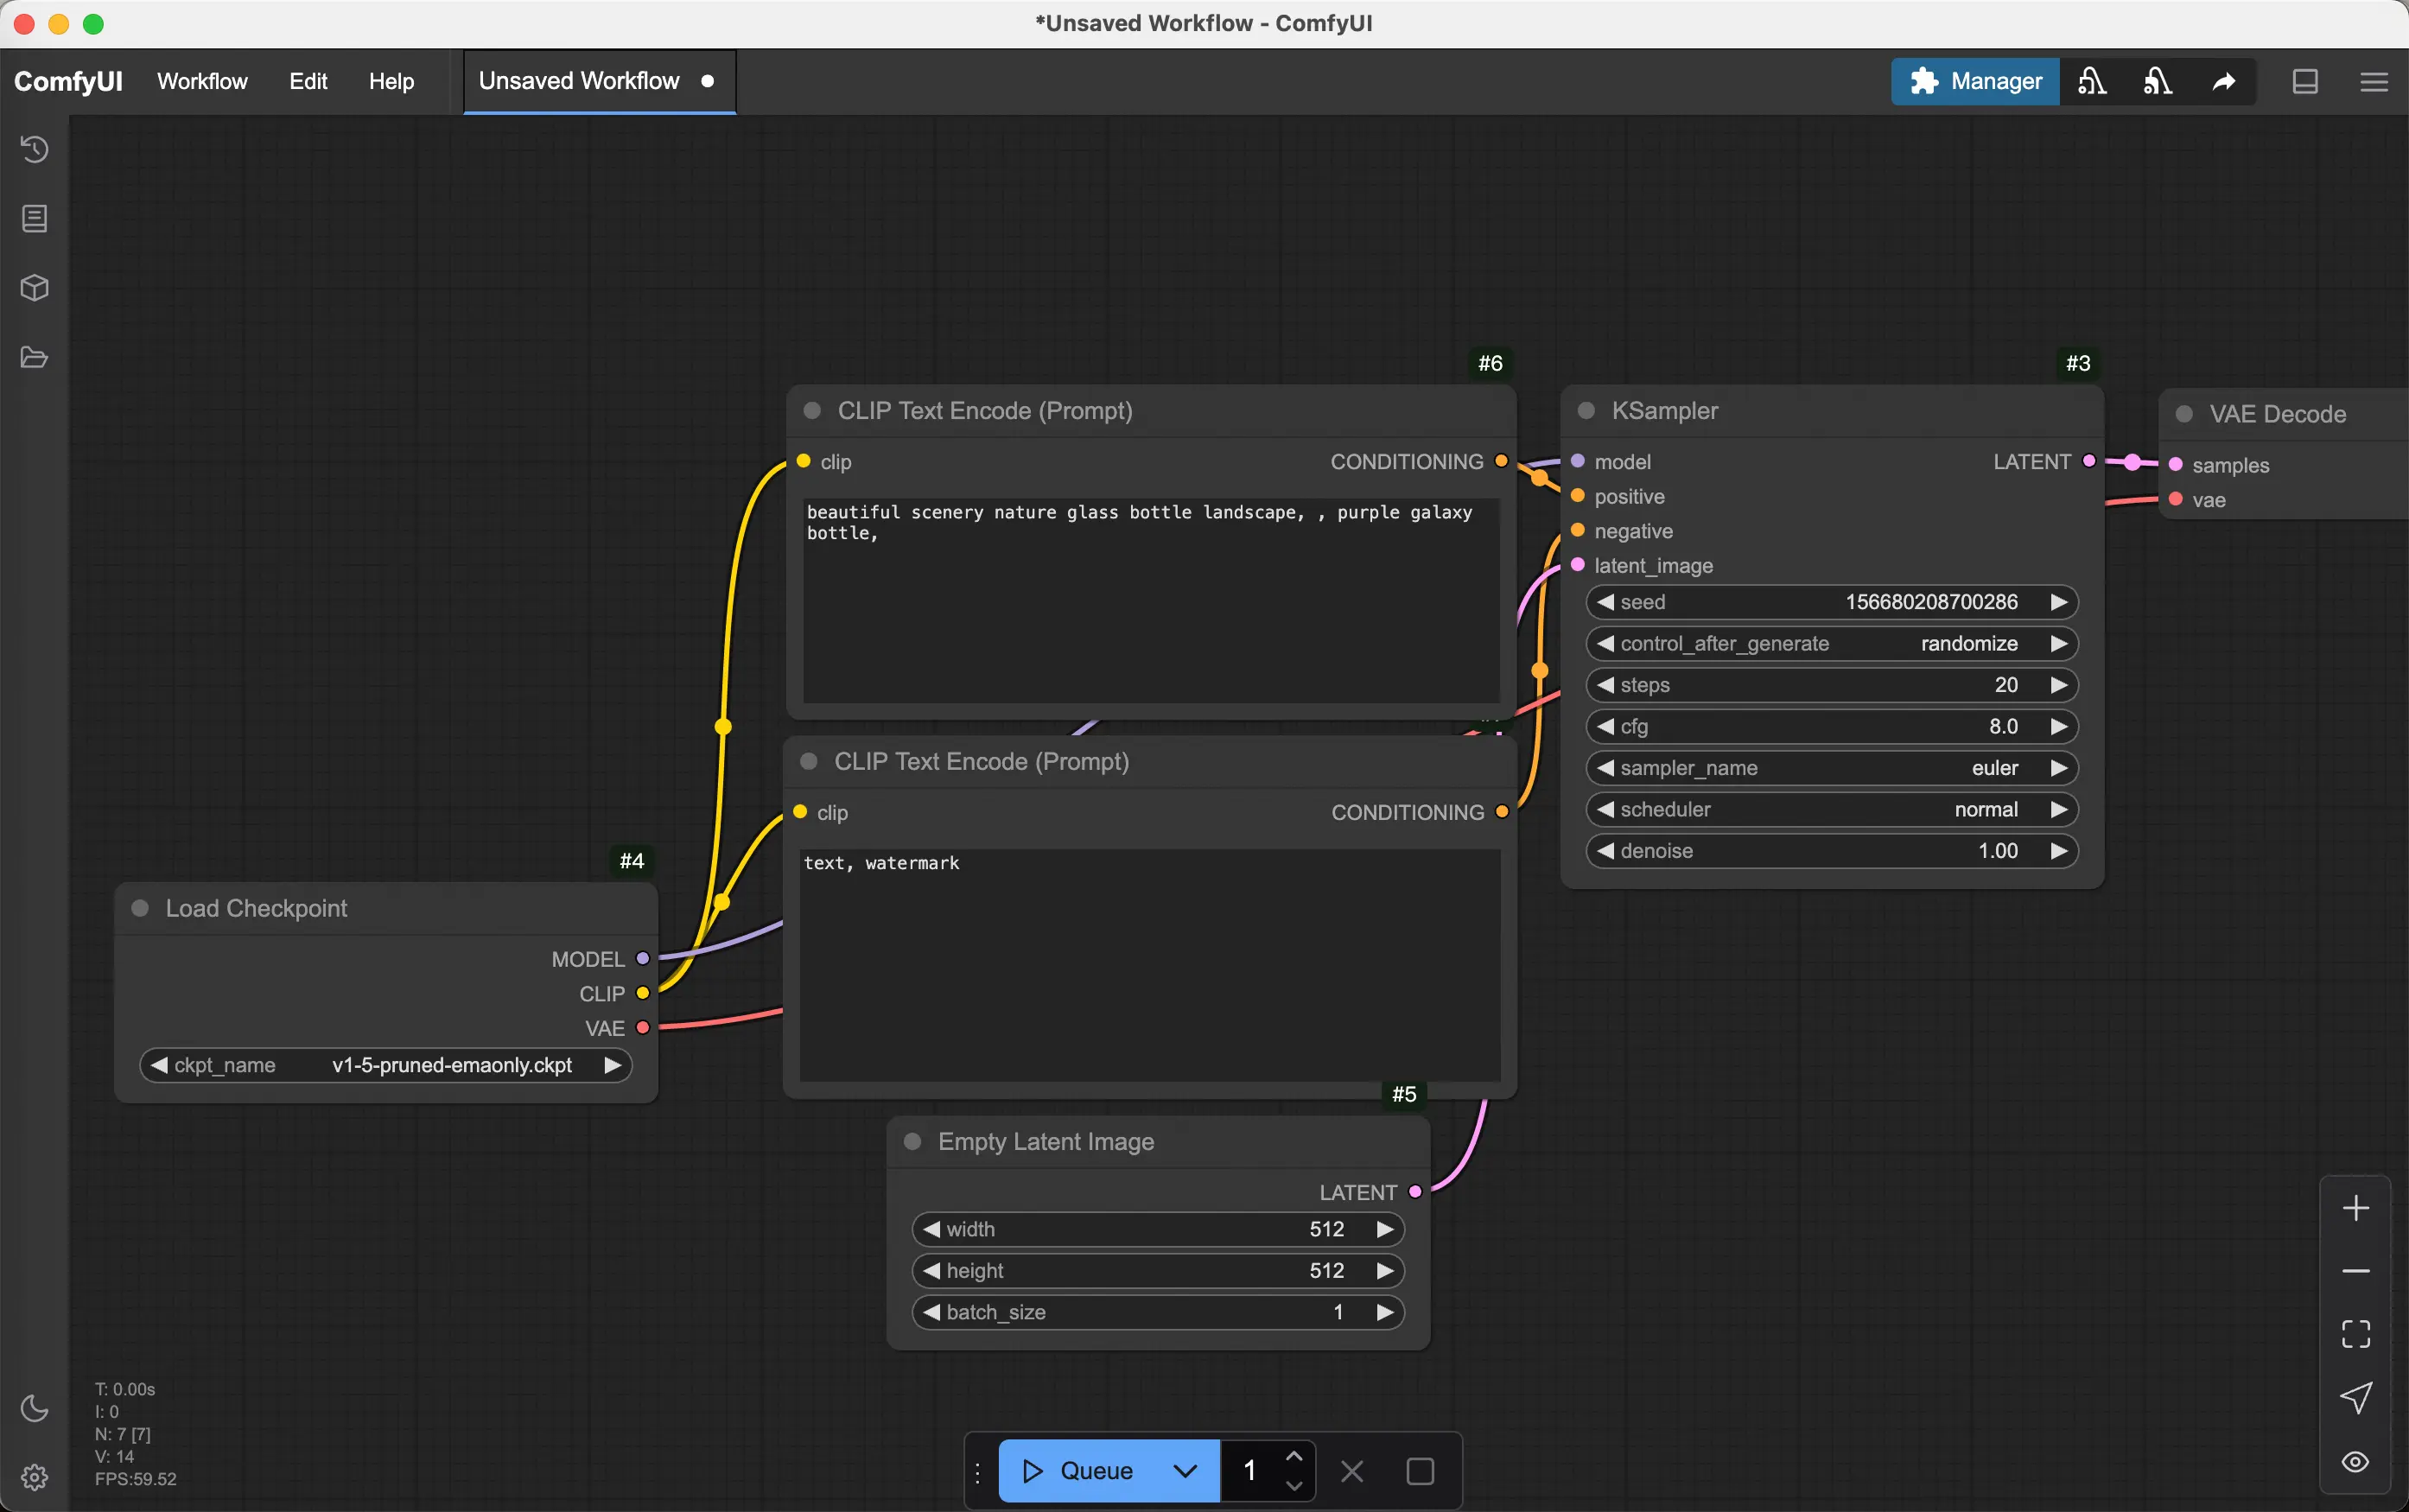 *Unsaved Workflow - ComfyUI
ComfyUI Workflow Edit Help Unsaved Workflow Manager
#6
CLIP Text Encode (Prompt)
clip CONDITIONING
beautiful scenery nature glass bottle landscape, , purple galaxy
bottle,
#3
KSampler
model LATENT
positive
negative
latent_image
seed 156680208700286
control_after_generate randomize
steps 20
cfg 8.0
sampler_name euler
scheduler normal
denoise 1.00
VAE Decode
samples
vae
CLIP Text Encode (Prompt)
clip CONDITIONING
text, watermark
#4
Load Checkpoint
MODEL
CLIP
VAE
ckpt_name v1-5-pruned-emaonly.ckpt
#5
Empty Latent Image
LATENT
width 512
height 512
batch_size 1
T: 0.00s
I: 0
N: 7 [7]
V: 14
FPS:59.52
Queue 1